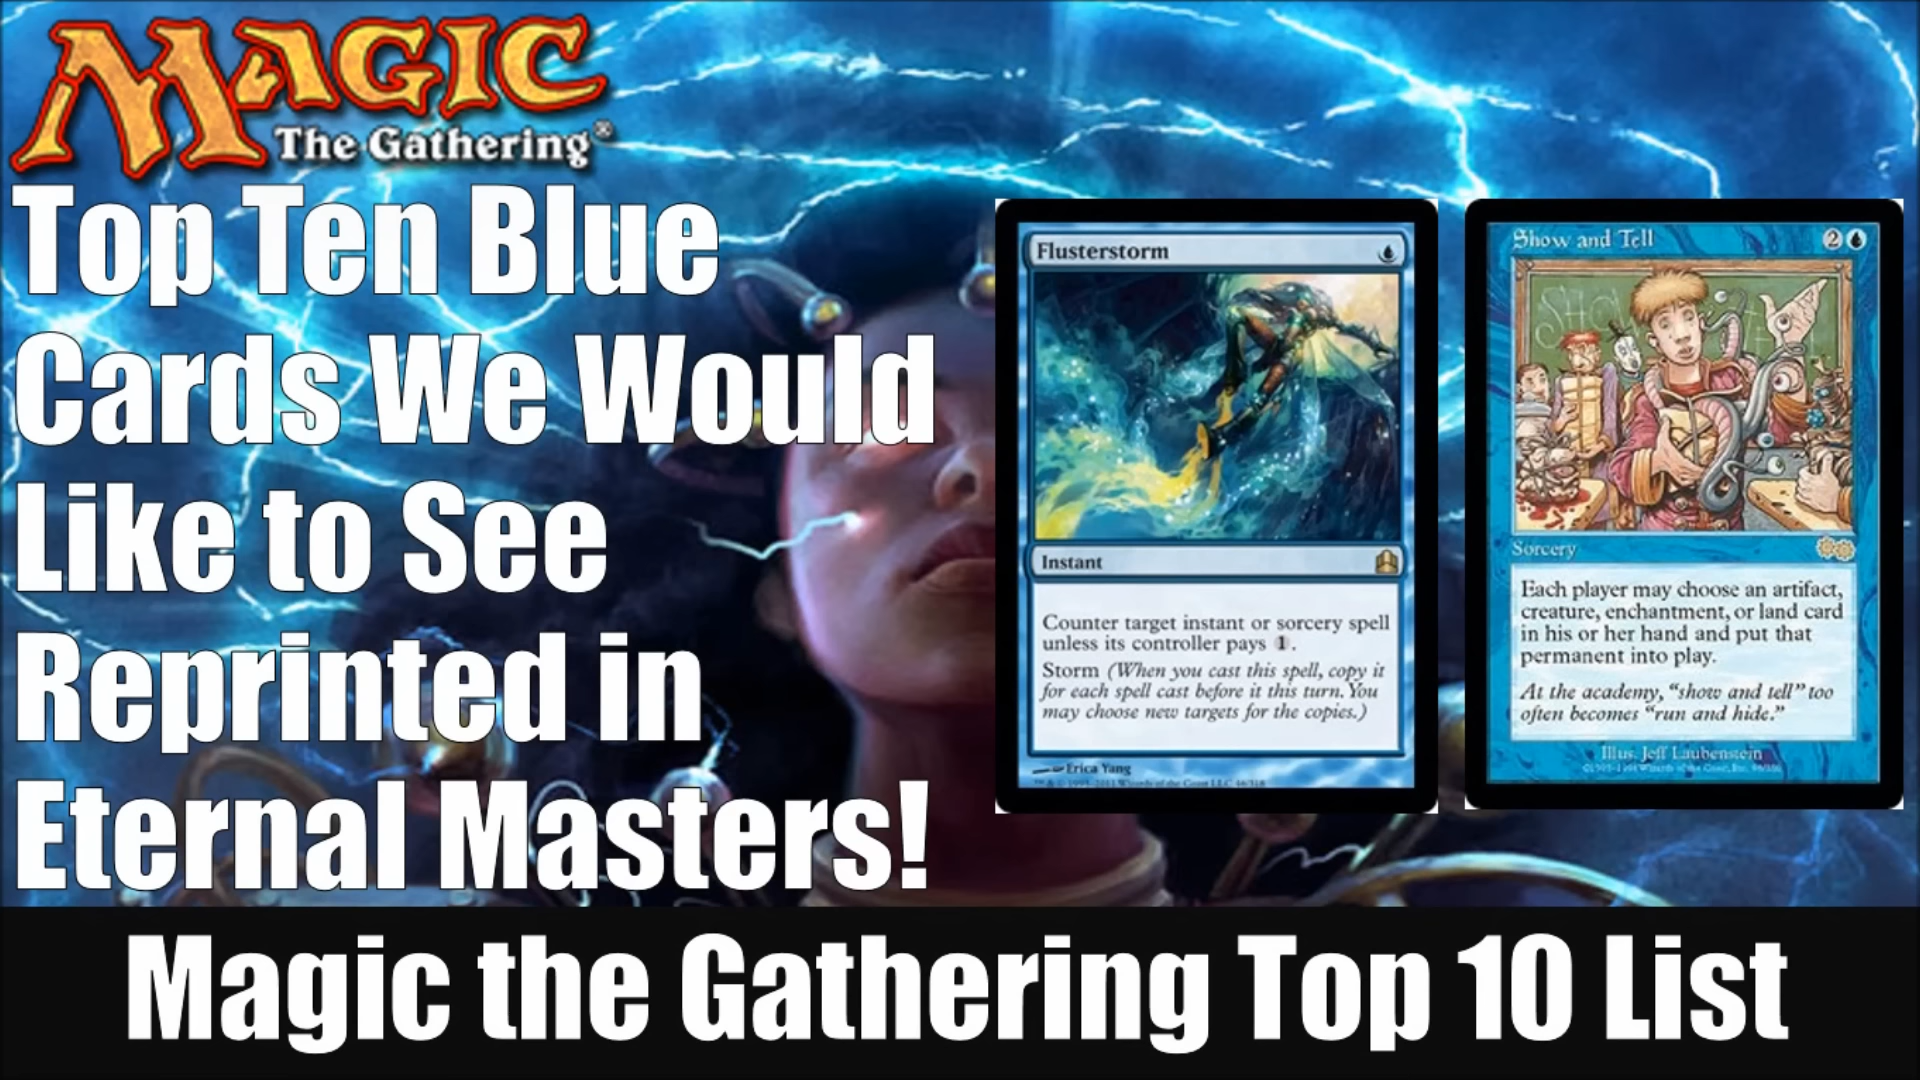 MAGIC
The Gathering®
Top Ten Blue
Cards We Would
Like to See
Reprinted in
Eternal Masters!
Flusterstorm
Instant
Counter target instant or sorcery spell
unless its controller pays 1.
Storm (When you cast this spell, copy it
for each spell cast before it this turn. You
may choose new targets for the copies.)
Erica Yang
Show and Tell
2
Sorcery
Each player may choose an artifact,
creature, enchantment, or land card
in his or her hand and put that
permanent into play.
At the academy, “show and tell” too
often becomes “run and hide.”
Illus. Jeff Laubenstein
Magic the Gathering Top 10 List